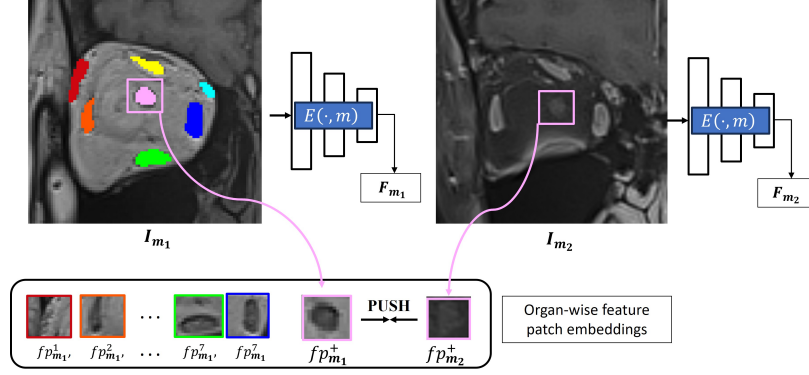 E(·, m)
F_{m_1}
I_{m_1}
E(·, m)
F_{m_2}
I_{m_2}
PUSH
fp^1_{m_1},
fp^2_{m_1},
...
...
fp^7_{m_1},
fp^7_{m_1}
fp^+_{m_1}
fp^+_{m_2}
Organ-wise feature
patch embeddings